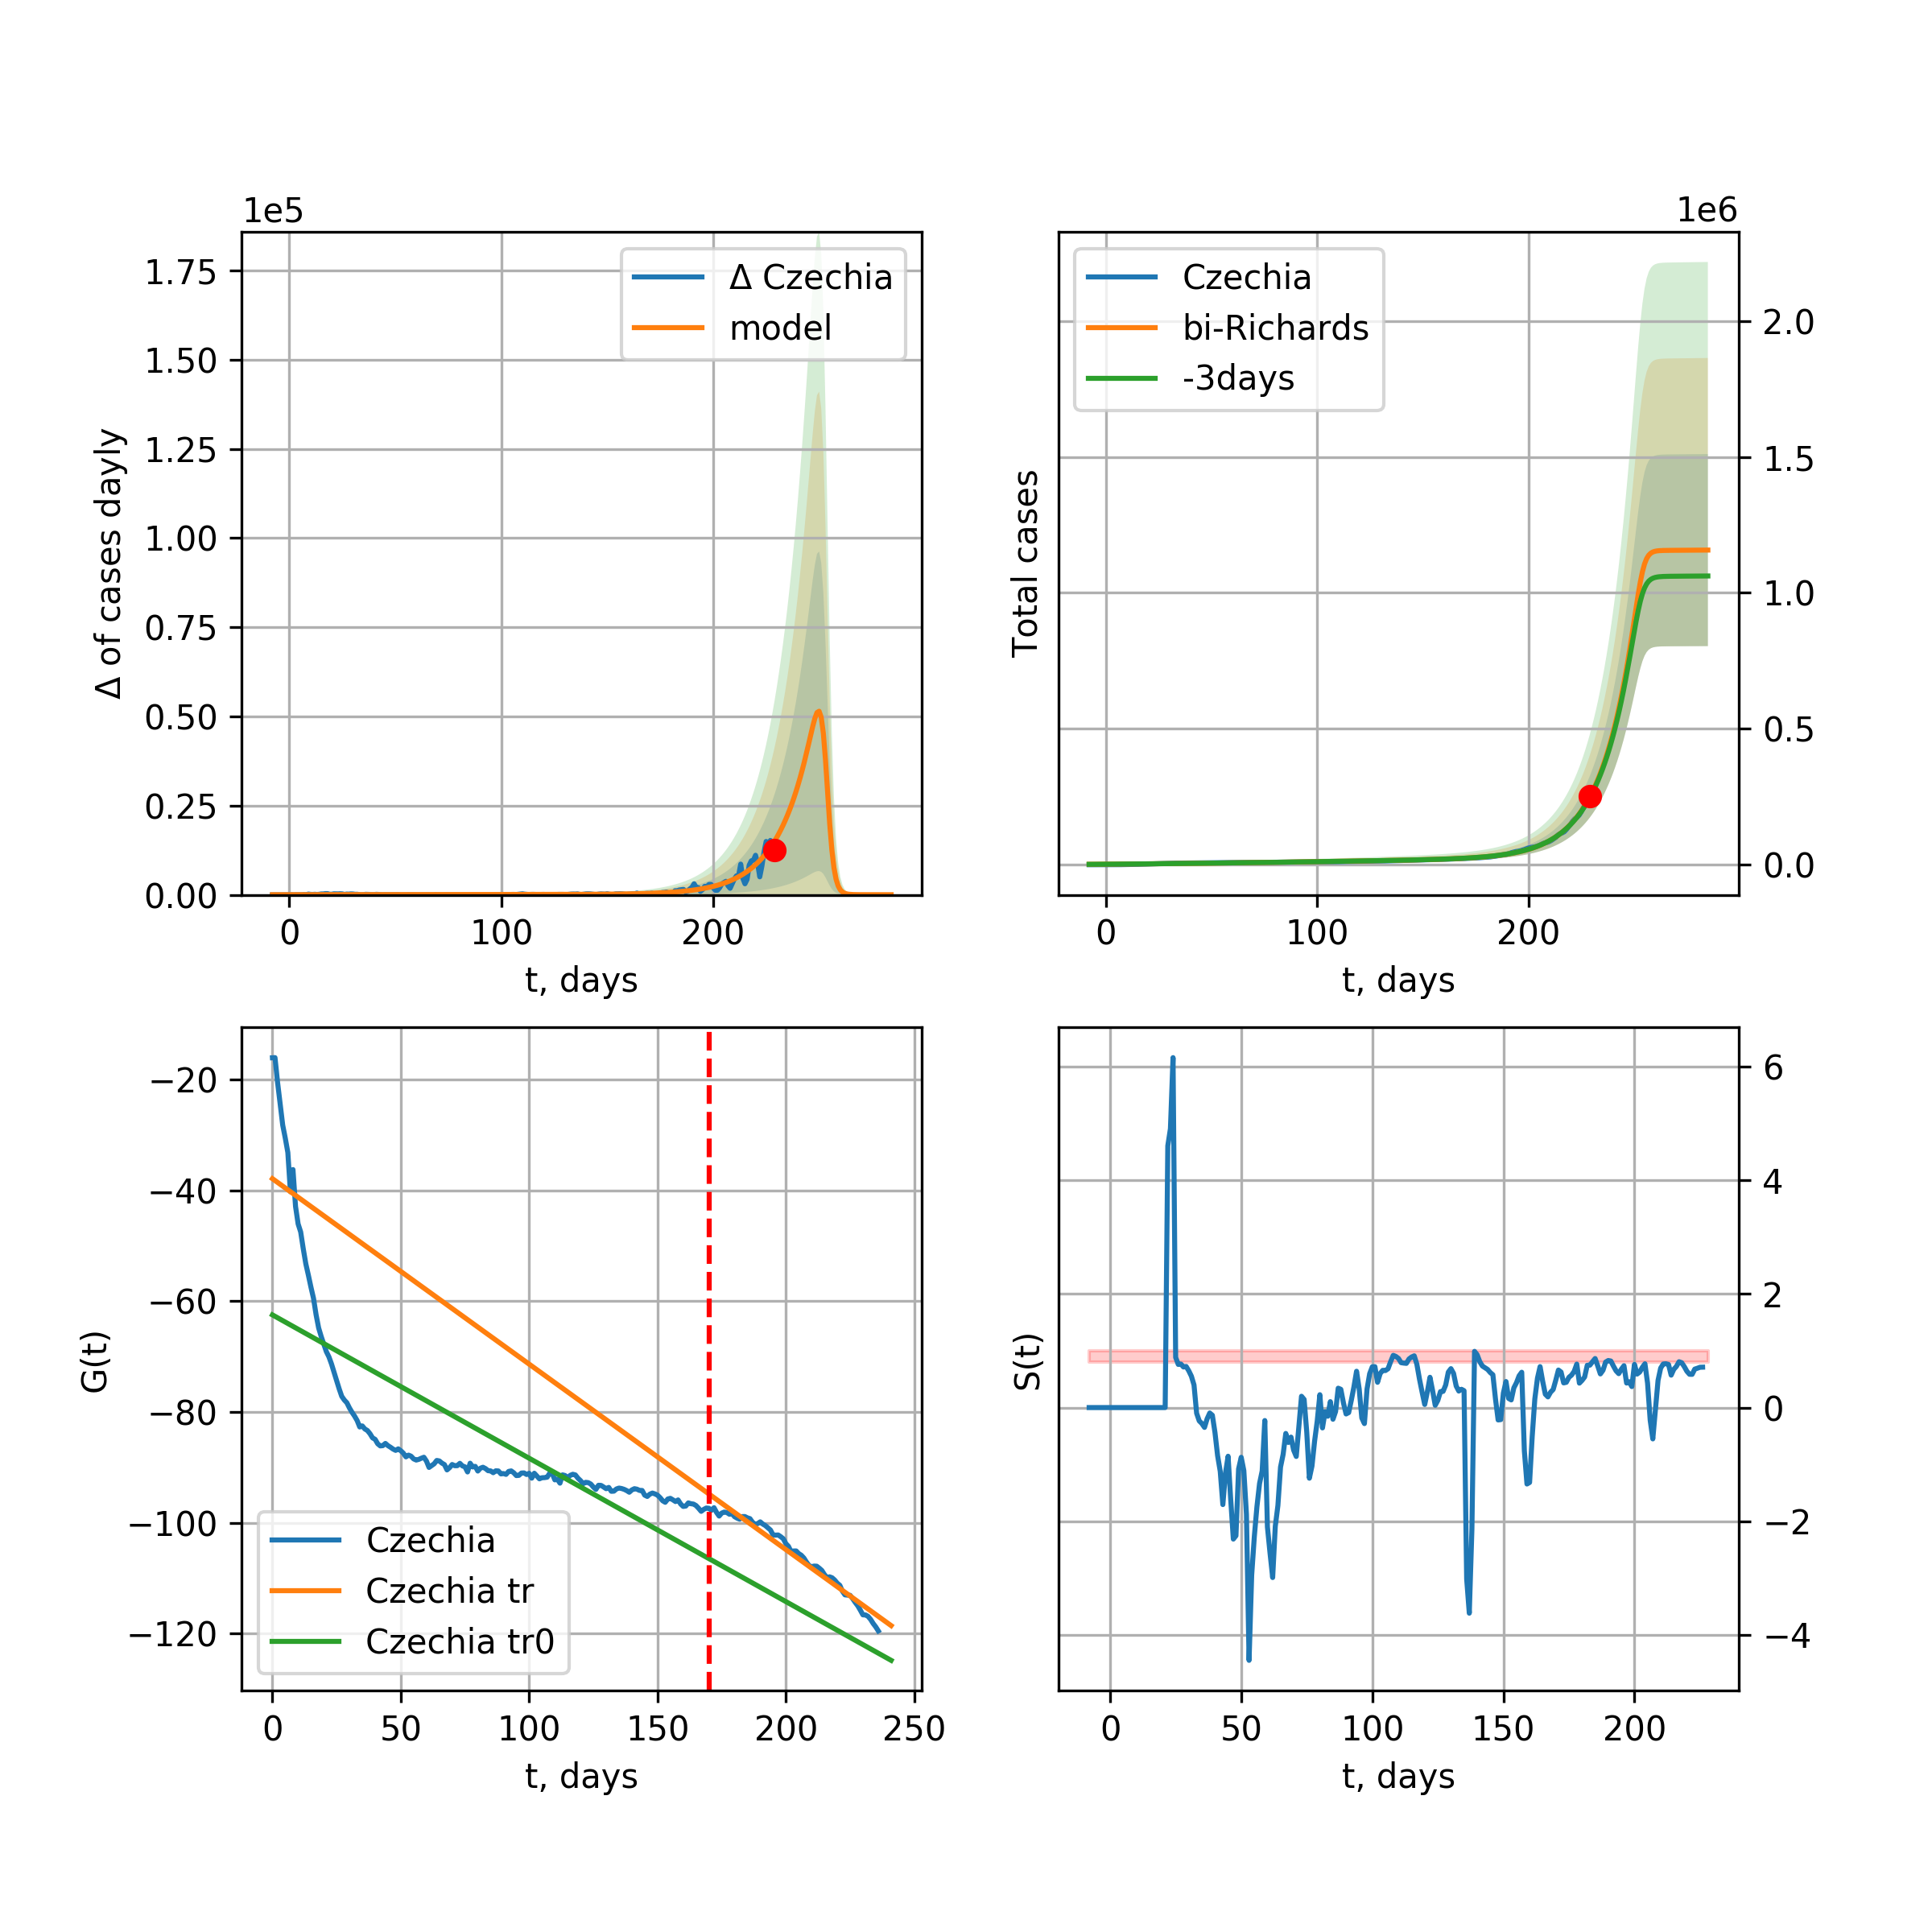 1e5
1.75
1.50
1.25
1.00
0.75
0.50
0.25
0.00
0 100 200
t, days
Δ of cases dayly
Δ Czechia
model
1e6
2.0
1.5
1.0
0.5
0.0
0 100 200
t, days
Total cases
Czechia
bi-Richards
-3days
−20
−40
−60
−80
−100
−120
0 50 100 150 200 250
t, days
G(t)
Czechia
Czechia tr
Czechia tr0
6
4
2
0
−2
−4
0 50 100 150 200
t, days
S(t)